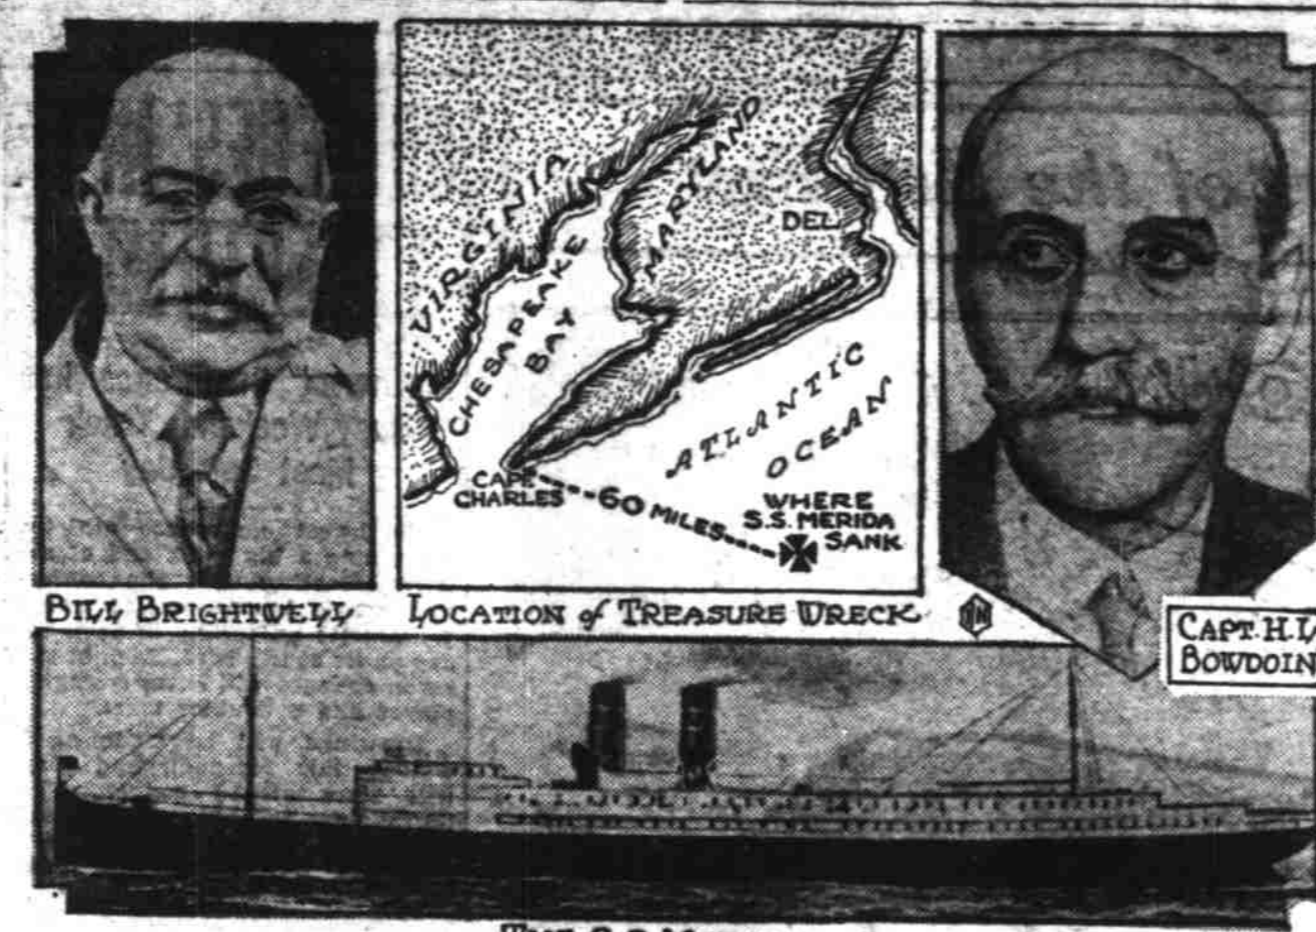 VIRGINIA
MARYLAND
DEL.
CHESAPEAKE
BAY
ATLANTIC
OCEAN
CAPE
CHARLES
60 MILES
WHERE
S.S. MERIDA
SANK
BILL BRIGHTWELL
LOCATION of TREASURE WRECK
CAPT. H. L
BOWDOIN